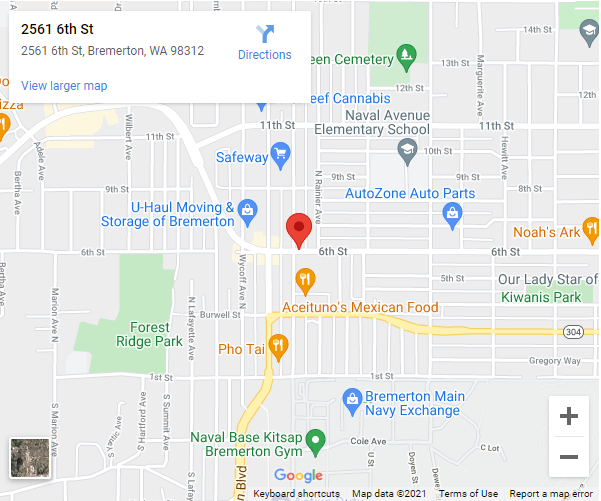 2561 6th St
2561 6th St, Bremerton, WA 98312
Directions
View larger map
14th St
13th St
12th St
een Cemetery
Marguerite Ave
izza
eef Cannabis
Naval Avenue
Elementary School
11th St
11th St
Wilbert Ave
Adele Ave
Bertha Ave
Safeway
N Rainier Ave
Hewitt Ave
10th St
9th St
9th St
9th St
AutoZone Auto Parts
U-Haul Moving &
Storage of Bremerton
Noah's Ark
6th St
6th St
Wycoff Ave N
5th St
Our Lady Star of
Kiwanis Park
Bertha Ave
Marion Ave N
N Lafayette Ave
Aceituno's Mexican Food
Burwell St
Forest
Ridge Park
304
Pho Tai
Gregory Way
1st St
1st St
Bremerton Main
Navy Exchange
S Marion Ave
Hartford Ave
S Summit Ave
Naval Base Kitsap
Bremerton Gym
Cole Ave
U St
Doyen St
n Blvd
Google
Keyboard shortcuts
Map data ©2021
Terms of Use
Report a map error